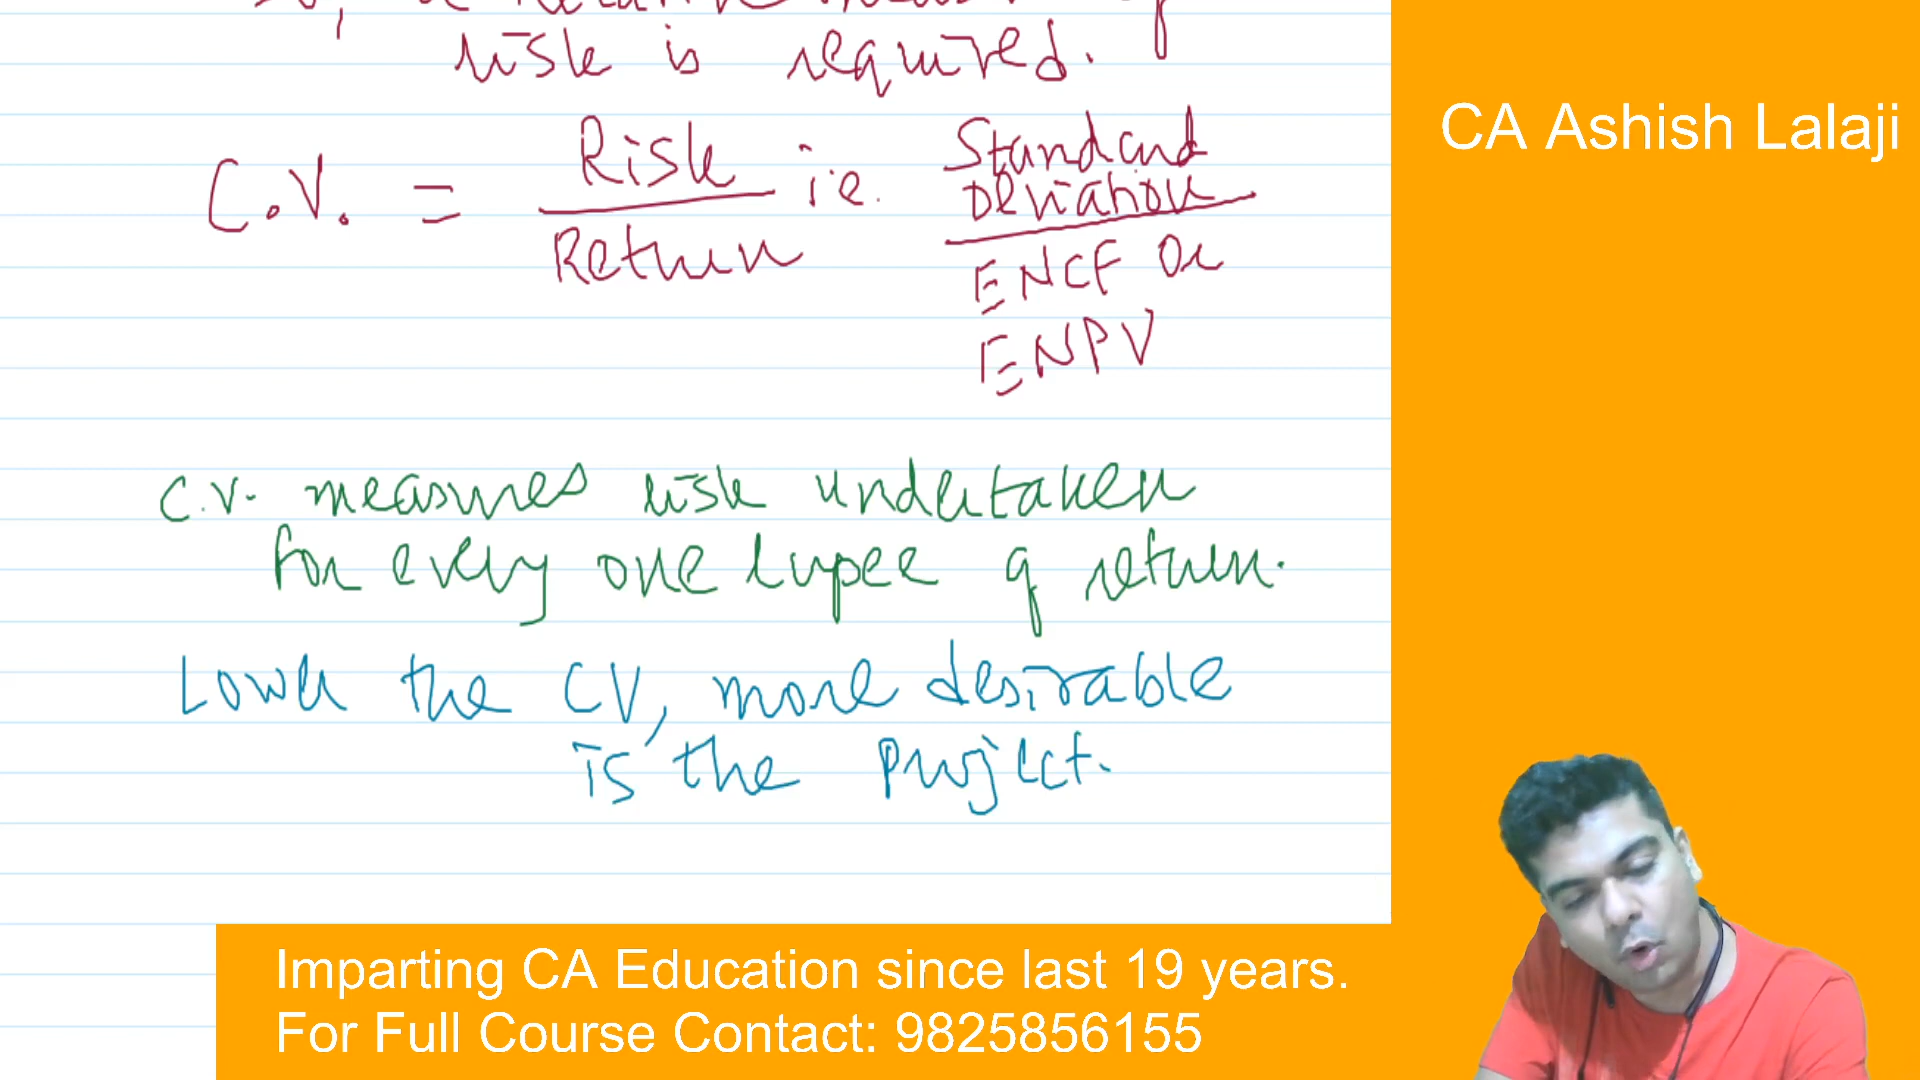 risk is required.
C.V. = Risk / Return i.e. Standard Deviation / ENCF Or ENPV
C.V. measures risk undertaken
for every one rupee of return.
Lower the CV, more desirable
is the project.
CA Ashish Lalaji
Imparting CA Education since last 19 years.
For Full Course Contact: 9825856155